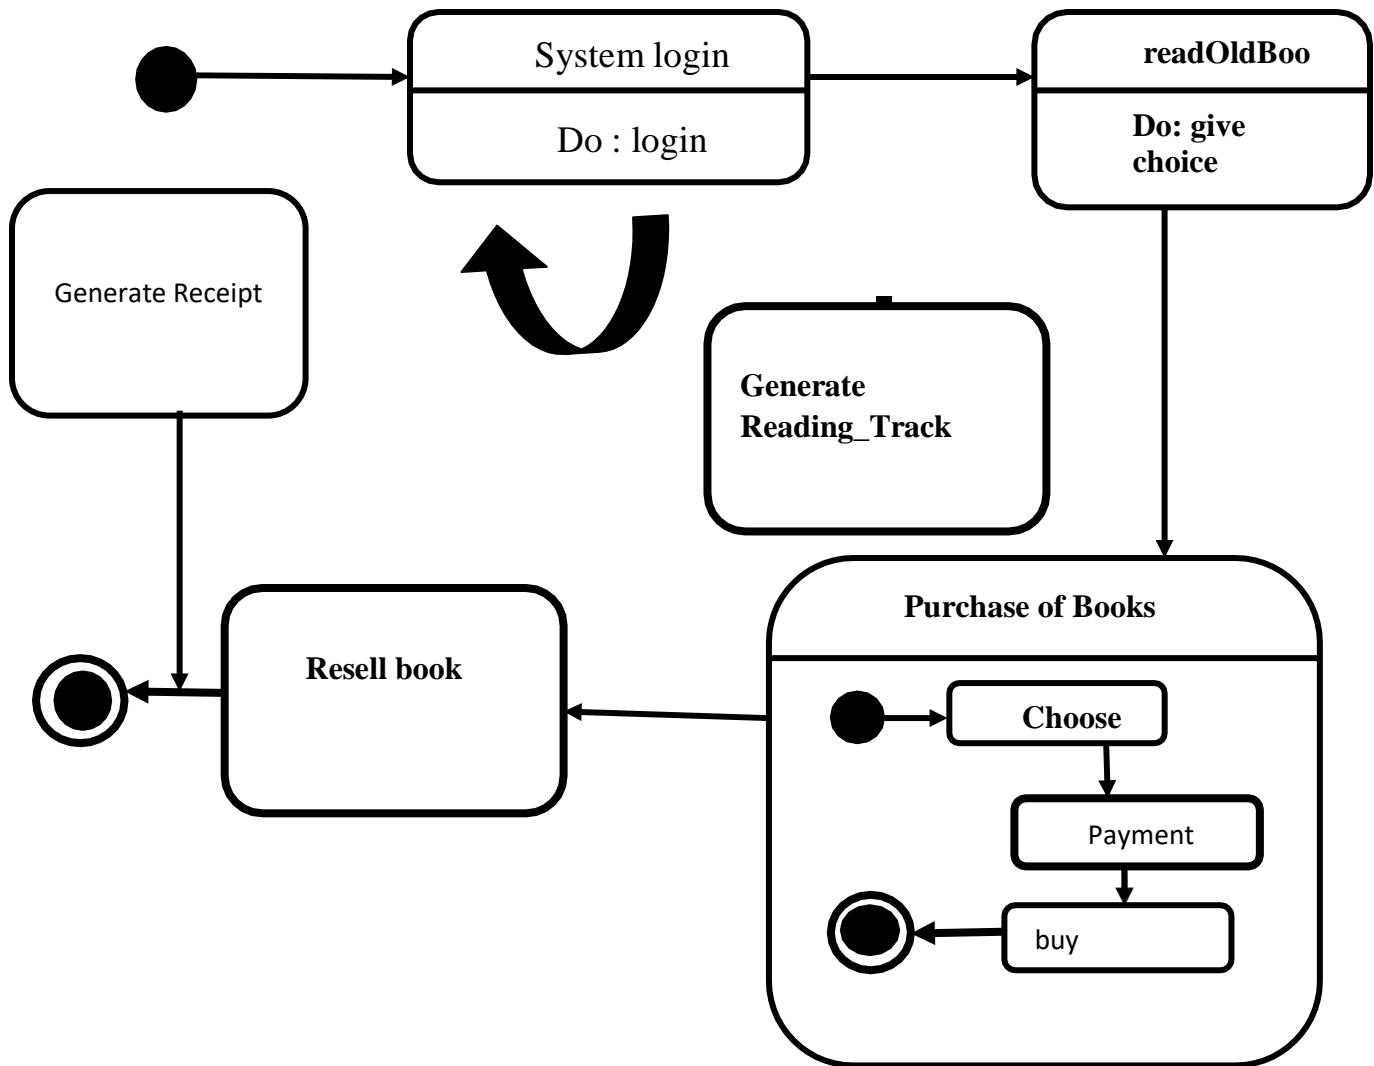 System login
Do : login
readOldBoo
Do: give
choice
Generate Receipt
Generate
Reading_Track
Purchase of Books
Choose
Payment
buy
Resell book